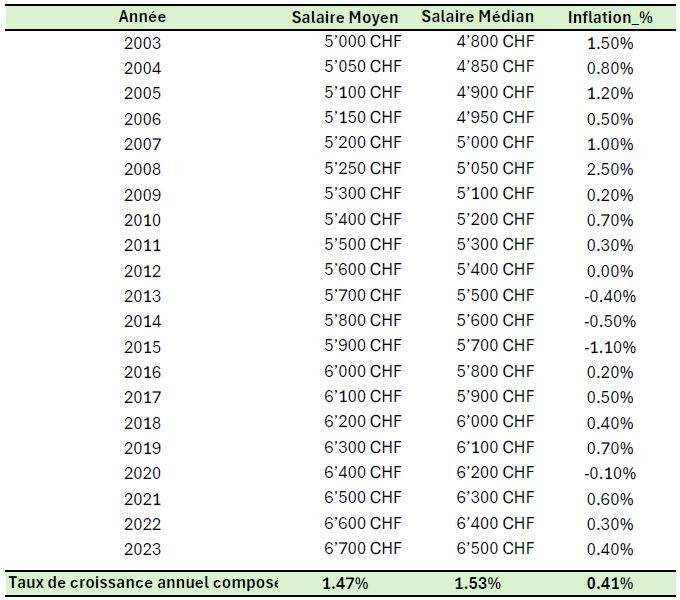 Année Salaire Moyen Salaire Médian Inflation_%
2003 5’000 CHF 4’800 CHF 1.50%
2004 5’050 CHF 4’850 CHF 0.80%
2005 5’100 CHF 4’900 CHF 1.20%
2006 5’150 CHF 4’950 CHF 0.50%
2007 5’200 CHF 5’000 CHF 1.00%
2008 5’250 CHF 5’050 CHF 2.50%
2009 5’300 CHF 5’100 CHF 0.20%
2010 5’400 CHF 5’200 CHF 0.70%
2011 5’500 CHF 5’300 CHF 0.30%
2012 5’600 CHF 5’400 CHF 0.00%
2013 5’700 CHF 5’500 CHF -0.40%
2014 5’800 CHF 5’600 CHF -0.50%
2015 5’900 CHF 5’700 CHF -1.10%
2016 6’000 CHF 5’800 CHF 0.20%
2017 6’100 CHF 5’900 CHF 0.50%
2018 6’200 CHF 6’000 CHF 0.40%
2019 6’300 CHF 6’100 CHF 0.70%
2020 6’400 CHF 6’200 CHF -0.10%
2021 6’500 CHF 6’300 CHF 0.60%
2022 6’600 CHF 6’400 CHF 0.30%
2023 6’700 CHF 6’500 CHF 0.40%
Taux de croissance annuel composé 1.47% 1.53% 0.41%